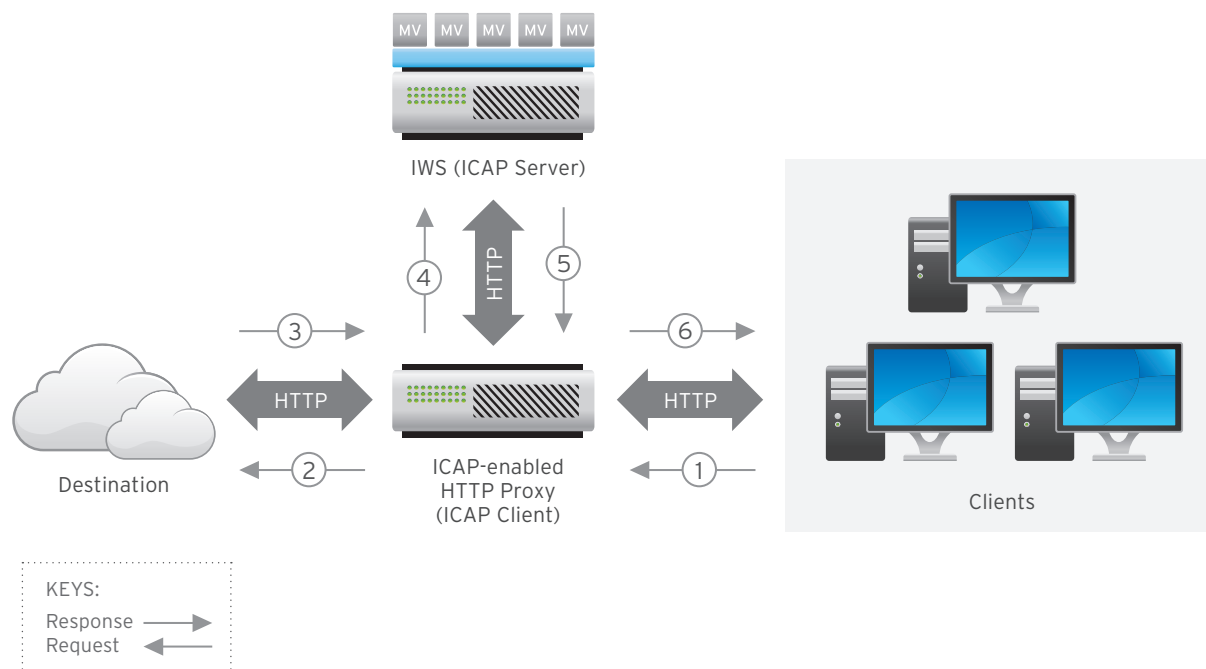 MV MV MV MV MV
IWS (ICAP Server)
4
HTTP
5
3
6
HTTP
HTTP
2
1
Destination
ICAP-enabled
HTTP Proxy
(ICAP Client)
Clients
KEYS:
Response
Request